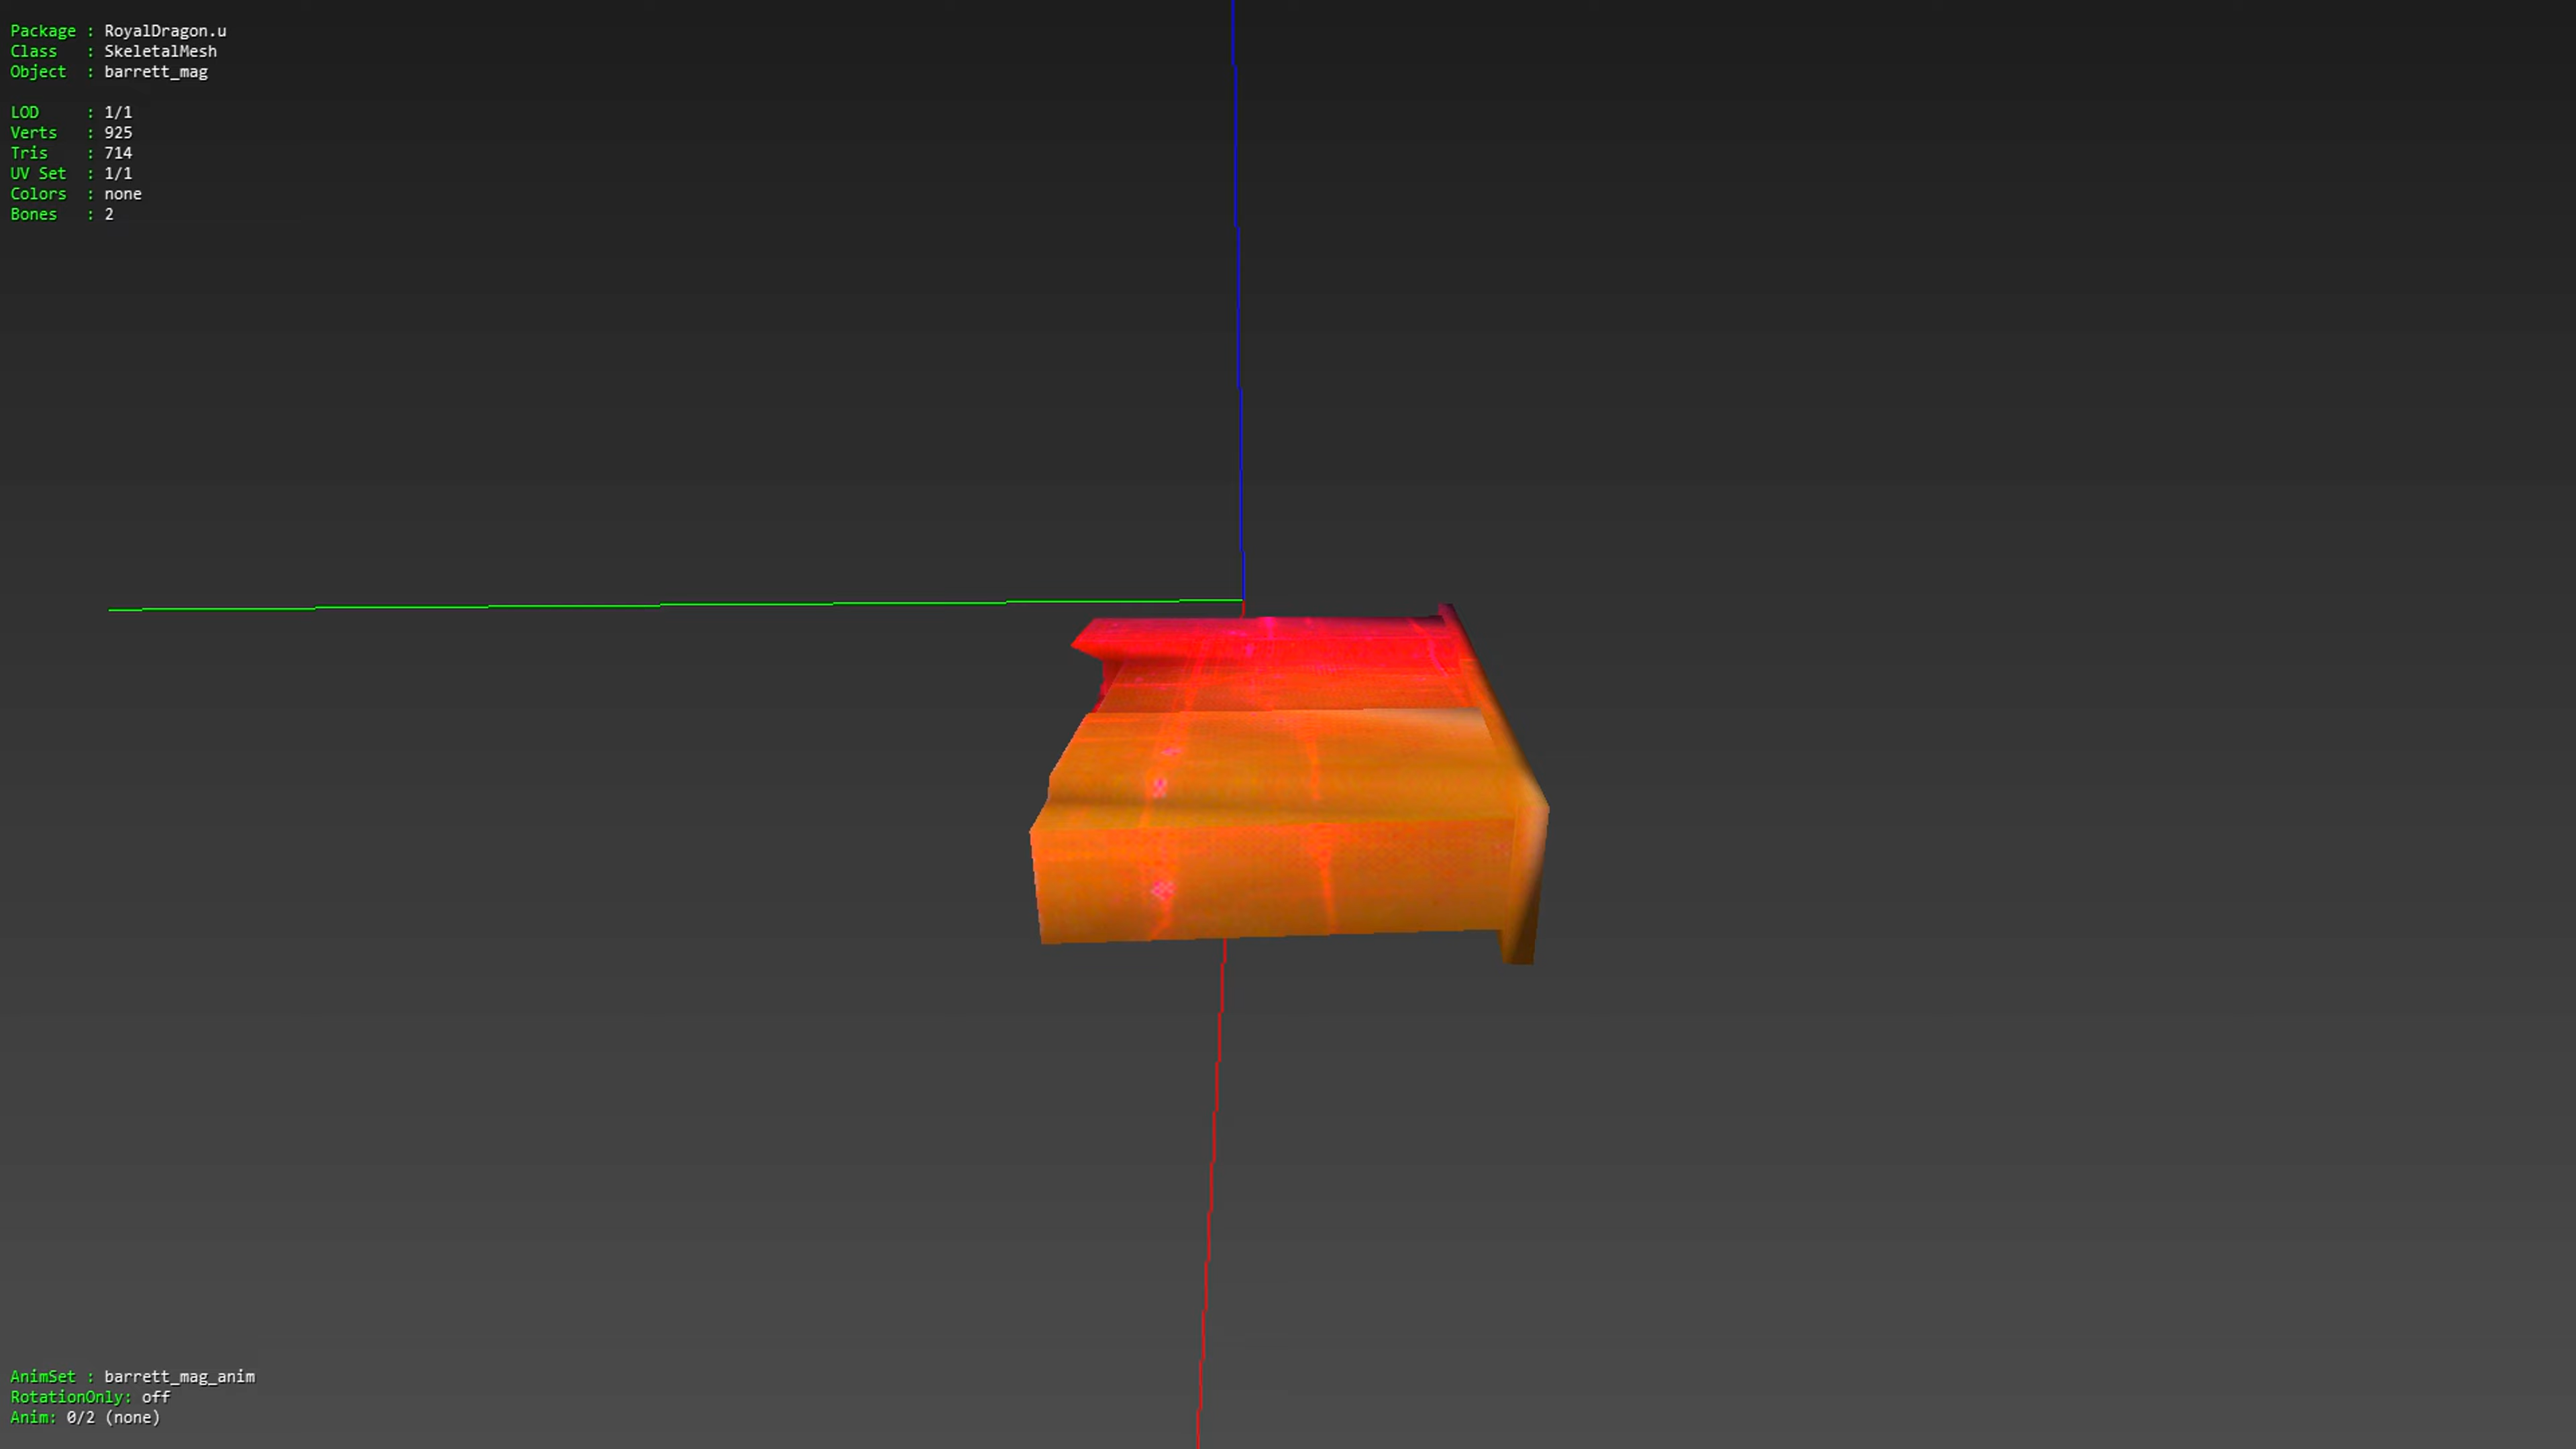 Package : RoyalDragon.u
Class : SkeletalMesh
Object : barrett_mag
LOD : 1/1
Verts : 925
Tris : 714
UV Set : 1/1
Colors : none
Bones : 2
AnimSet : barrett_mag_anim
RotationOnly: off
Anim: 0/2 (none)